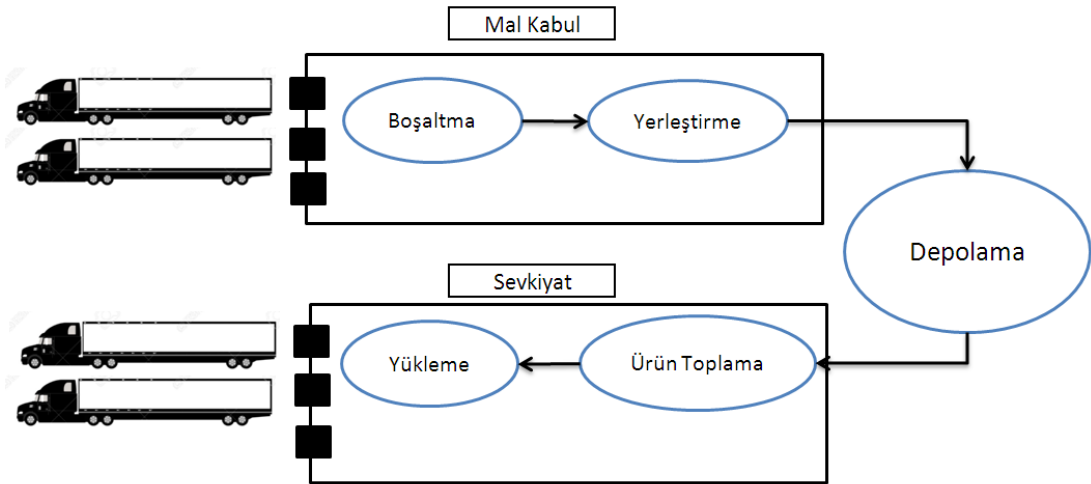 Mal Kabul
Boşaltma
Yerleştirme
Depolama
Sevkiyat
Yükleme
Ürün Toplama